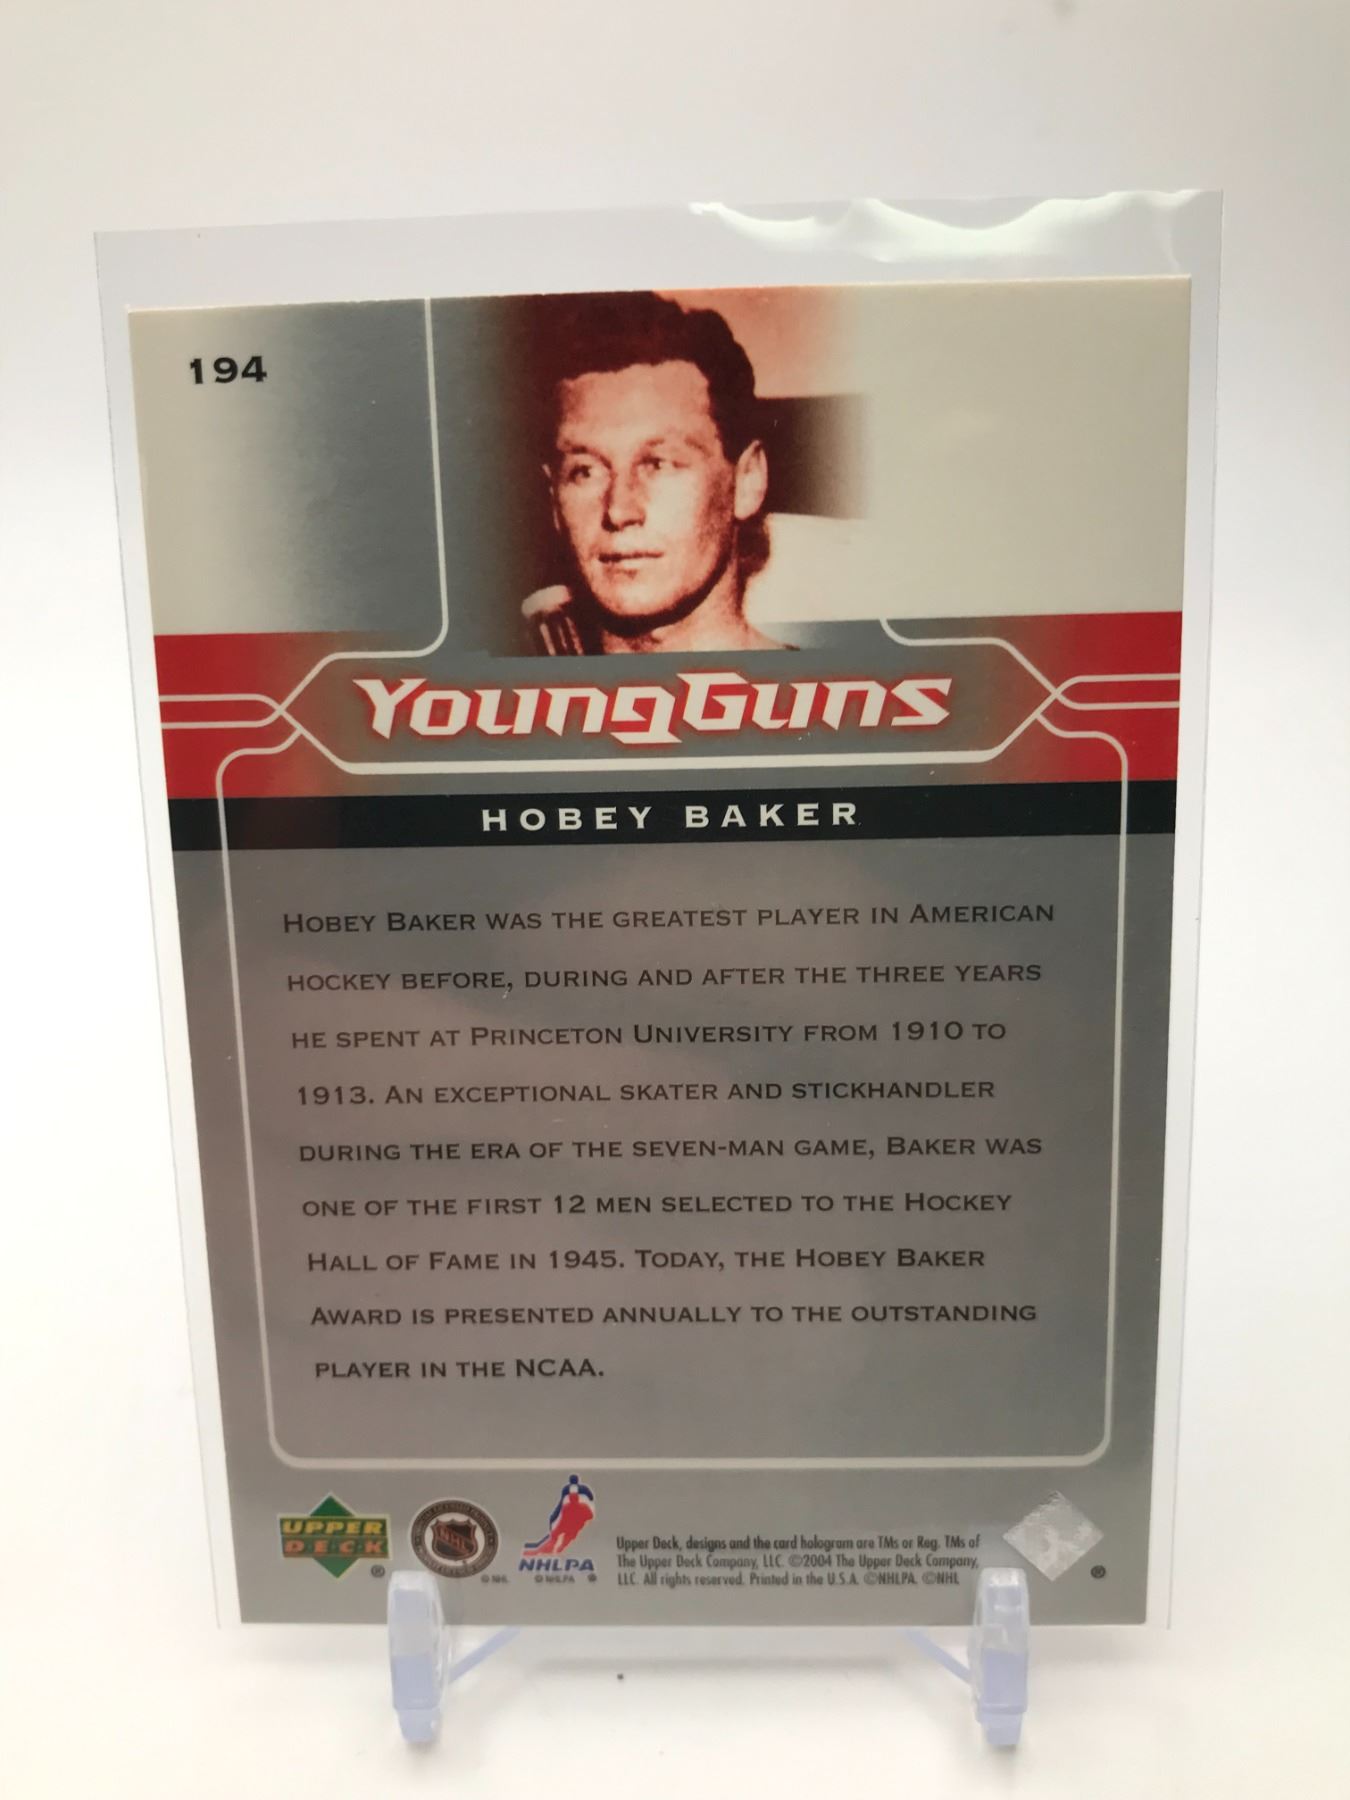 194
YoungGuns
HOBEY BAKER
HOBEY BAKER WAS THE GREATEST PLAYER IN AMERICAN
HOCKEY BEFORE, DURING AND AFTER THE THREE YEARS
HE SPENT AT PRINCETON UNIVERSITY FROM 1910 TO
1913. AN EXCEPTIONAL SKATER AND STICKHANDLER
DURING THE ERA OF THE SEVEN-MAN GAME, BAKER WAS
ONE OF THE FIRST 12 MEN SELECTED TO THE HOCKEY
HALL OF FAME IN 1945. TODAY, THE HOBEY BAKER
AWARD IS PRESENTED ANNUALLY TO THE OUTSTANDING
PLAYER IN THE NCAA.
UPPER
DECK
®
NHL
© NHL
NHLPA
© NHLPA
Upper Deck, designs and the card hologram are TMs or Reg. TMs of
The Upper Deck Company, LLC. ©2004 The Upper Deck Company,
LLC. All rights reserved. Printed in the U.S.A. ©NHLPA. ©NHL
®